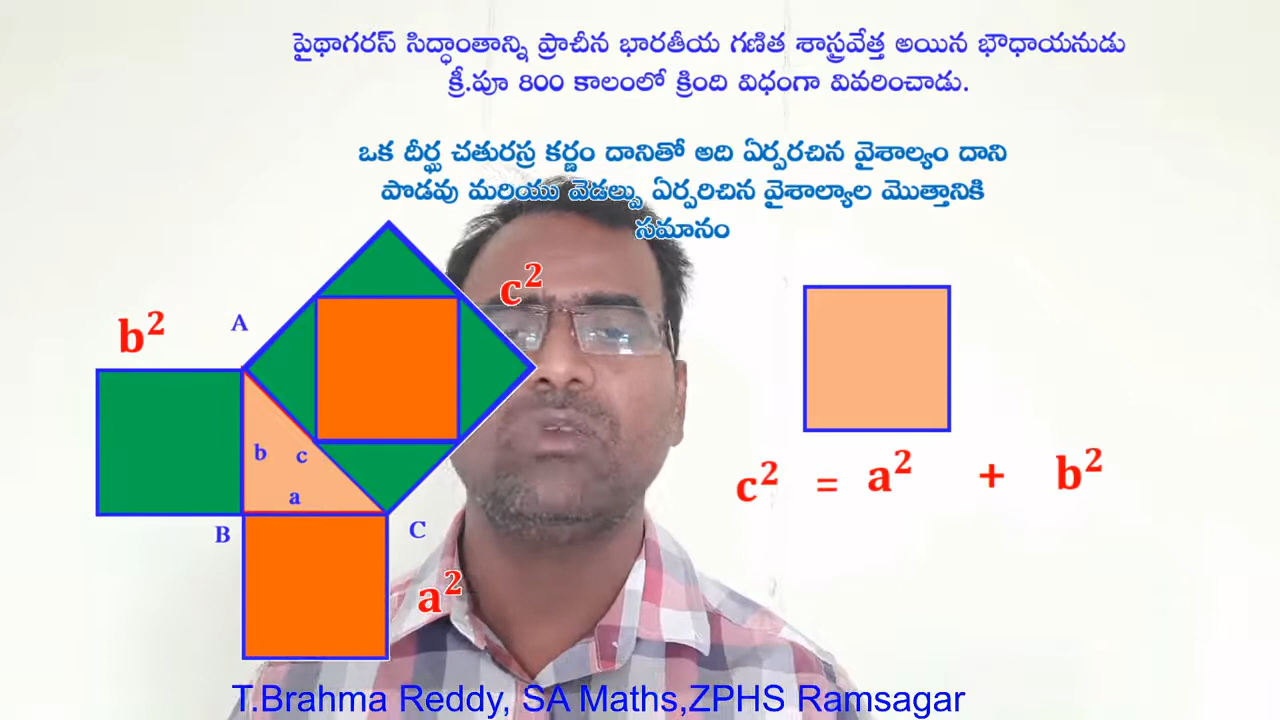 పైథాగరస్ సిద్ధాంతాన్ని ప్రాచీన భారతీయ గణిత శాస్త్రవేత్త అయిన భౌధాయనుడు
క్రీ.పూ 800 కాలంలో క్రింది విధంగా వివరించాడు.
ఒక దీర్ఘ చతురస్ర కర్ణం దానితో అది ఏర్పరచిన వైశాల్యం దాని
పొడవు మరియు వెడల్పు ఏర్పరిచిన వైశాల్యాల మొత్తానికి
సమానం
c²
b²
A
b c
a
c² = a² + b²
B
C
a²
T.Brahma Reddy, SA Maths,ZPHS Ramsagar